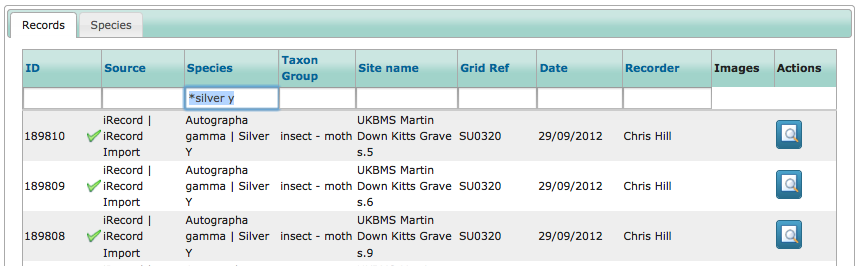 Records Species
ID Source Species Taxon Group Site name Grid Ref Date Recorder Images Actions
*silver y
189810 iRecord | iRecord Import Autographa gamma | Silver Y insect - moth UKBMS Martin Down Kitts Grave s.5 SU0320 29/09/2012 Chris Hill
189809 iRecord | iRecord Import Autographa gamma | Silver Y insect - moth UKBMS Martin Down Kitts Grave s.6 SU0320 29/09/2012 Chris Hill
189808 iRecord | iRecord Import Autographa gamma | Silver Y insect - moth UKBMS Martin Down Kitts Grave s.9 SU0320 29/09/2012 Chris Hill